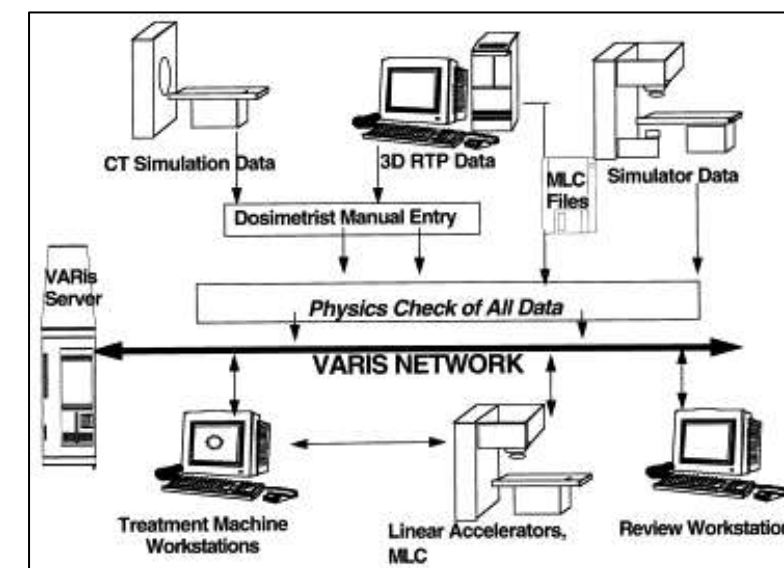 CT Simulation Data
3D RTP Data
MLC
Files
Simulator Data
Dosimetrist Manual Entry
VARis
Server
Physics Check of All Data
VARIS NETWORK
Treatment Machine
Workstations
Linear Accelerators,
MLC
Review Workstation